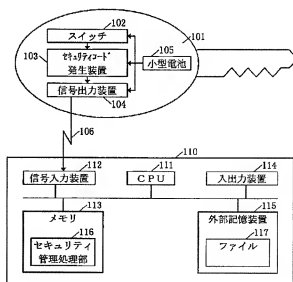 102
スイッチ
103
セキュリティコード
発生装置
105
小型電池
101
信号出力装置
104
106
110
112
信号入力装置
111
CPU
114
入出力装置
113
メモリ
116
セキュリティ
管理処理部
115
外部記憶装置
117
ファイル